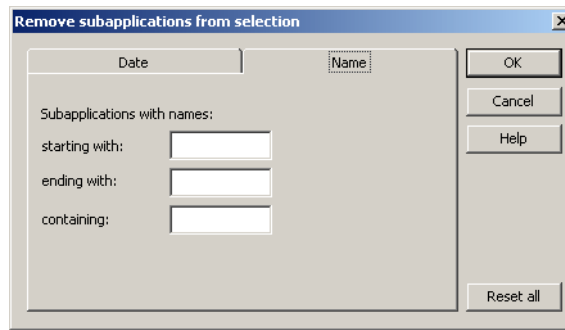 Remove subapplications from selection
Date
Name
OK
Cancel
Help
Subapplications with names:
starting with:
ending with:
containing:
Reset all